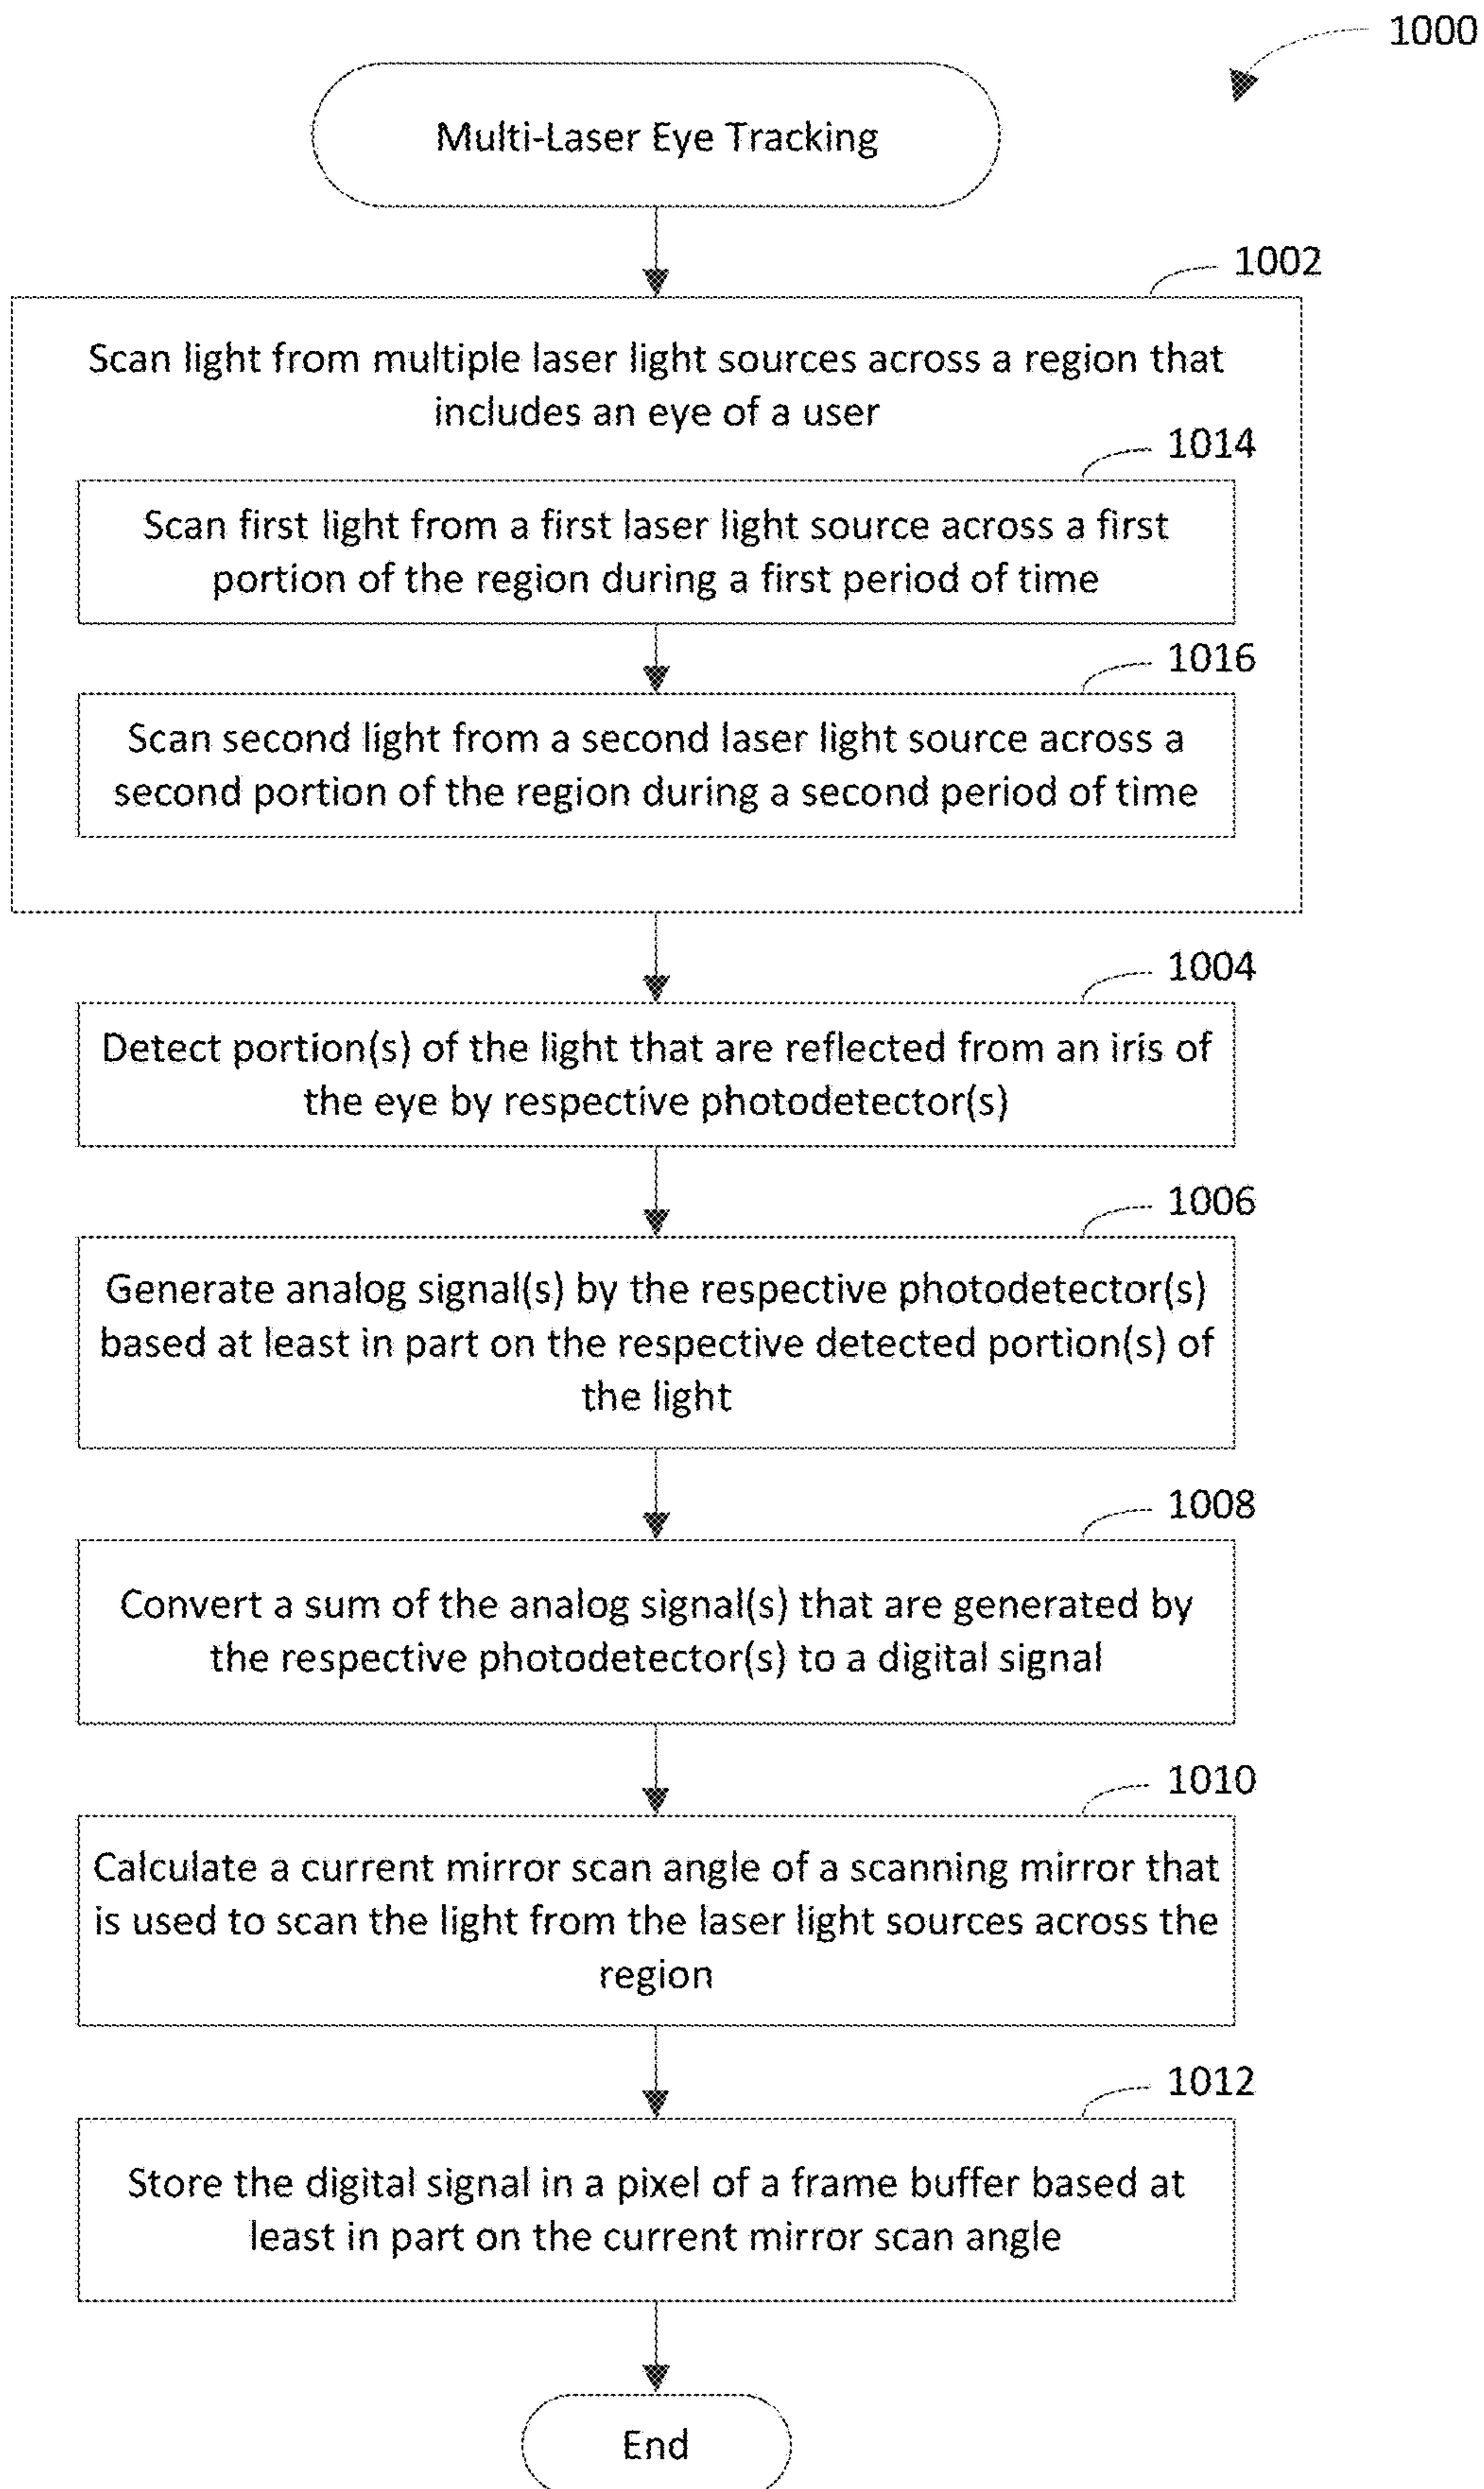 1000
Multi-Laser Eye Tracking
1002
Scan light from multiple laser light sources across a region that
includes an eye of a user
1014
Scan first light from a first laser light source across a first
portion of the region during a first period of time
1016
Scan second light from a second laser light source across a
second portion of the region during a second period of time
1004
Detect portion(s) of the light that are reflected from an iris of
the eye by respective photodetector(s)
1006
Generate analog signal(s) by the respective photodetector(s)
based at least in part on the respective detected portion(s) of
the light
1008
Convert a sum of the analog signal(s) that are generated by
the respective photodetector(s) to a digital signal
1010
Calculate a current mirror scan angle of a scanning mirror that
is used to scan the light from the laser light sources across the
region
1012
Store the digital signal in a pixel of a frame buffer based at
least in part on the current mirror scan angle
End